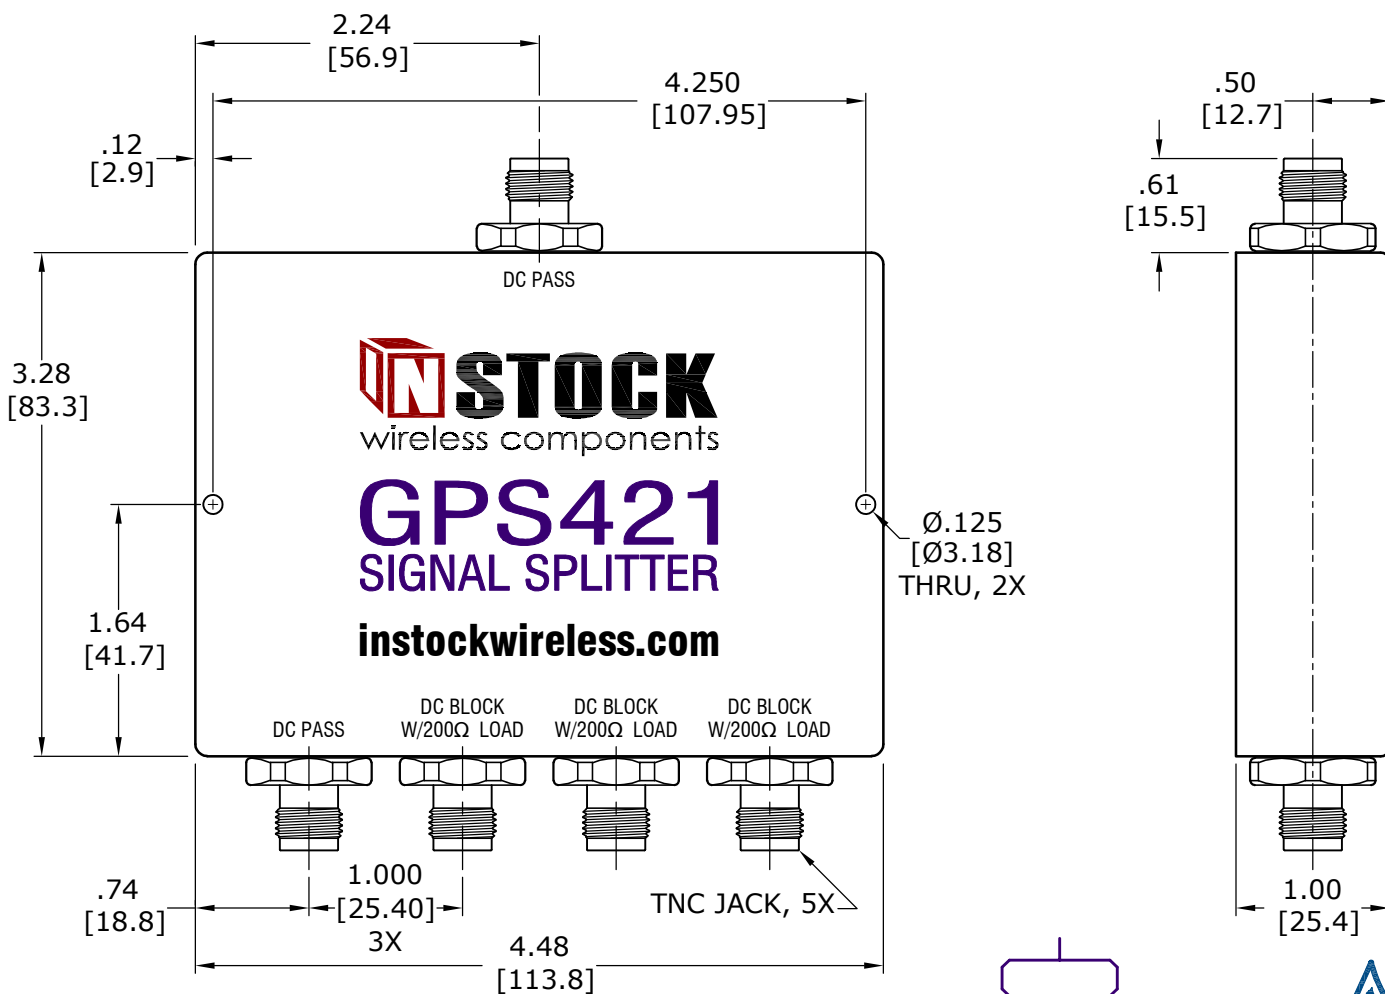 2.24
[56.9]
4.250
[107.95]
.50
[12.7]
.12
[2.9]
.61
[15.5]
DC PASS
3.28
[83.3]
IN STOCK
wireless components
GPS421
SIGNAL SPLITTER
Ø.125
[Ø3.18]
THRU, 2X
1.64
[41.7]
instockwireless.com
DC PASS
DC BLOCK
W/200Ω LOAD
DC BLOCK
W/200Ω LOAD
DC BLOCK
W/200Ω LOAD
.74
[18.8]
1.000
[25.40]
3X
TNC JACK, 5X
1.00
[25.4]
4.48
[113.8]